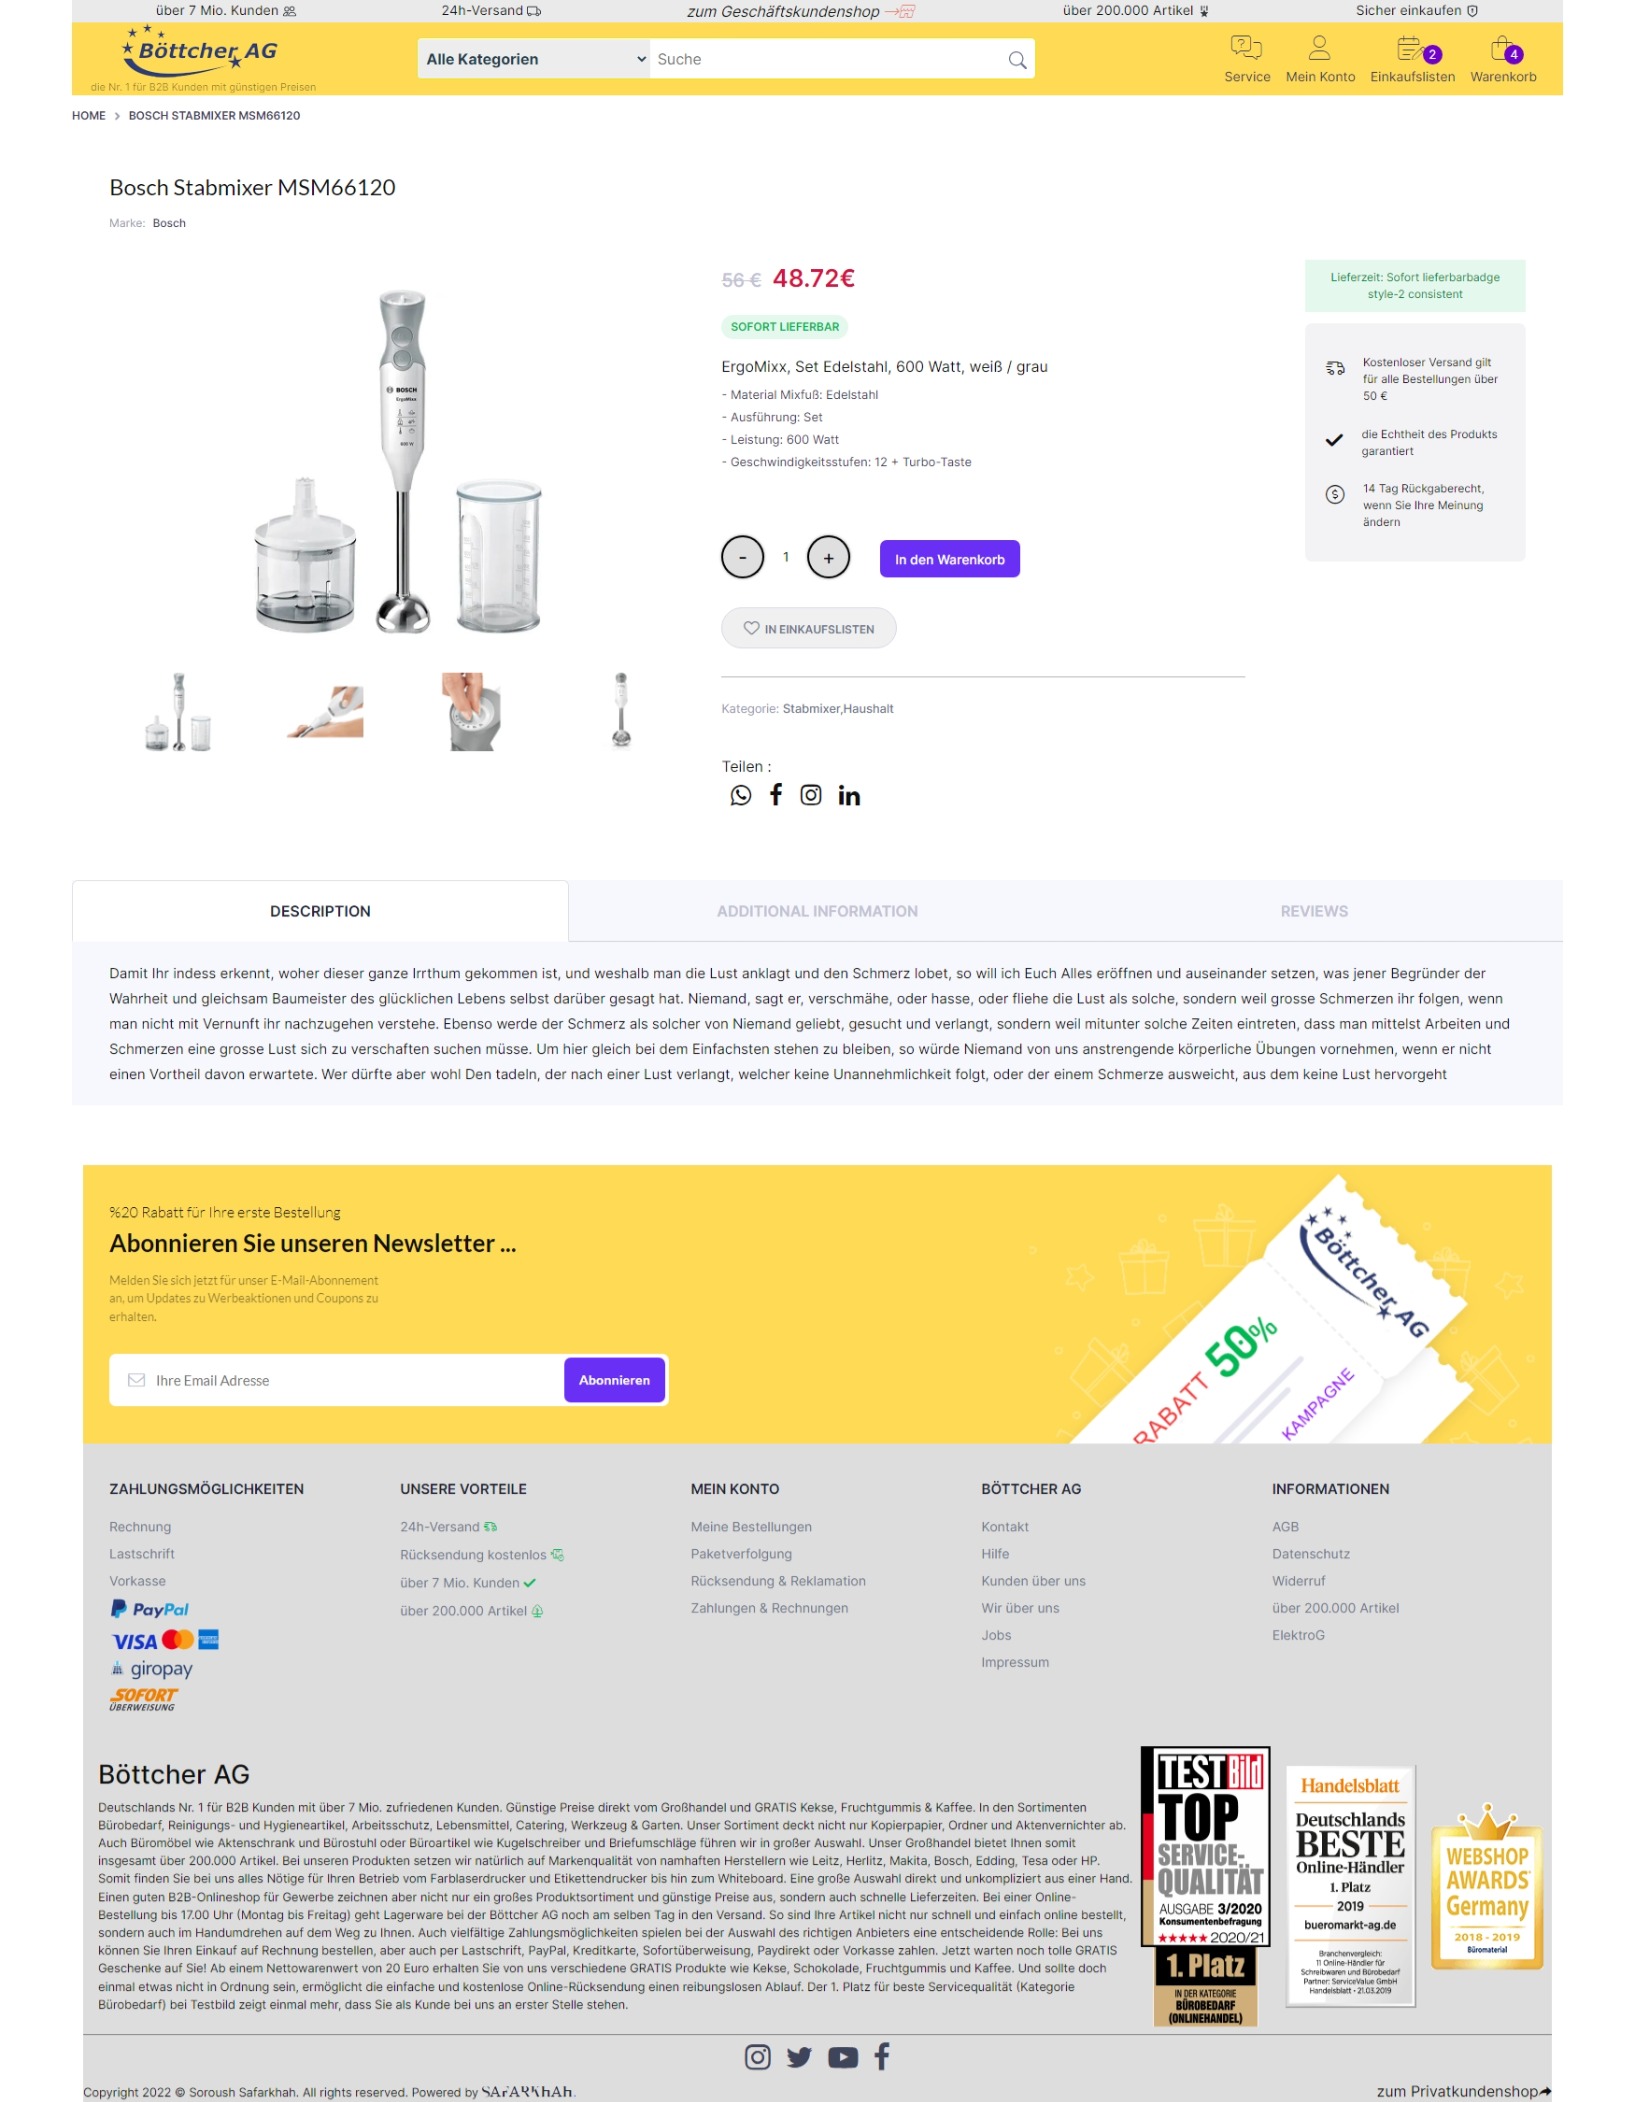 über 7 Mio. Kunden
24h-Versand
zum Geschäftskundenshop
über 200.000 Artikel
Sicher einkaufen
Böttcher AG
die Nr. 1 für B2B Kunden mit günstigen Preisen
Alle Kategorien
Suche
Service
Mein Konto
2
Einkaufslisten
4
Warenkorb
HOME > BOSCH STABMIXER MSM66120
Bosch Stabmixer MSM66120
Marke: Bosch
BOSCH
ErgoMixx
600 W
56 € 48.72€
SOFORT LIEFERBAR
ErgoMixx, Set Edelstahl, 600 Watt, weiß / grau
- Material Mixfuß: Edelstahl
- Ausführung: Set
- Leistung: 600 Watt
- Geschwindigkeitsstufen: 12 + Turbo-Taste
- 1 +
In den Warenkorb
IN EINKAUFSLISTEN
Kategorie: Stabmixer,Haushalt
Teilen :
Lieferzeit: Sofort lieferbarbadge
style-2 consistent
Kostenloser Versand gilt
für alle Bestellungen über
50 €
die Echtheit des Produkts
garantiert
14 Tag Rückgaberecht,
wenn Sie Ihre Meinung
ändern
DESCRIPTION
ADDITIONAL INFORMATION
REVIEWS
Damit Ihr indess erkennt, woher dieser ganze Irrthum gekommen ist, und weshalb man die Lust anklagt und den Schmerz lobet, so will ich Euch Alles eröffnen und auseinander setzen, was jener Begründer der
Wahrheit und gleichsam Baumeister des glücklichen Lebens selbst darüber gesagt hat. Niemand, sagt er, verschmähe, oder hasse, oder fliehe die Lust als solche, sondern weil grosse Schmerzen ihr folgen, wenn
man nicht mit Vernunft ihr nachzugehen verstehe. Ebenso werde der Schmerz als solcher von Niemand geliebt, gesucht und verlangt, sondern weil mitunter solche Zeiten eintreten, dass man mittelst Arbeiten und
Schmerzen eine grosse Lust sich zu verschaften suchen müsse. Um hier gleich bei dem Einfachsten stehen zu bleiben, so würde Niemand von uns anstrengende körperliche Übungen vornehmen, wenn er nicht
einen Vortheil davon erwartete. Wer dürfte aber wohl Den tadeln, der nach einer Lust verlangt, welcher keine Unannehmlichkeit folgt, oder der einem Schmerze ausweicht, aus dem keine Lust hervorgeht
%20 Rabatt für Ihre erste Bestellung
Abonnieren Sie unseren Newsletter ...
Melden Sie sich jetzt für unser E-Mail-Abonnement
an, um Updates zu Werbeaktionen und Coupons zu
erhalten.
Ihre Email Adresse
Abonnieren
Böttcher AG
RABATT 50%
KAMPAGNE
ZAHLUNGSMÖGLICHKEITEN
Rechnung
Lastschrift
Vorkasse
PayPal
VISA
giropay
SOFORT
ÜBERWEISUNG
UNSERE VORTEILE
24h-Versand
Rücksendung kostenlos
über 7 Mio. Kunden
über 200.000 Artikel
MEIN KONTO
Meine Bestellungen
Paketverfolgung
Rücksendung & Reklamation
Zahlungen & Rechnungen
BÖTTCHER AG
Kontakt
Hilfe
Kunden über uns
Wir über uns
Jobs
Impressum
INFORMATIONEN
AGB
Datenschutz
Widerruf
über 200.000 Artikel
ElektroG
Böttcher AG
Deutschlands Nr. 1 für B2B Kunden mit über 7 Mio. zufriedenen Kunden. Günstige Preise direkt vom Großhandel und GRATIS Kekse, Fruchtgummis & Kaffee. In den Sortimenten
Bürobedarf, Reinigungs- und Hygieneartikel, Arbeitsschutz, Lebensmittel, Catering, Werkzeug & Garten. Unser Sortiment deckt nicht nur Kopierpapier, Ordner und Aktenvernichter ab.
Auch Büromöbel wie Aktenschrank und Bürostuhl oder Büroartikel wie Kugelschreiber und Briefumschläge führen wir in großer Auswahl. Unser Großhandel bietet Ihnen somit
insgesamt über 200.000 Artikel. Bei unseren Produkten setzen wir natürlich auf Markenqualität von namhaften Herstellern wie Leitz, Herlitz, Makita, Bosch, Edding, Tesa oder HP.
Somit finden Sie bei uns alles Nötige für Ihren Betrieb vom Farblaserdrucker und Etikettendrucker bis hin zum Whiteboard. Eine große Auswahl direkt und unkompliziert aus einer Hand.
Einen guten B2B-Onlineshop für Gewerbe zeichnen aber nicht nur ein großes Produktsortiment und günstige Preise aus, sondern auch schnelle Lieferzeiten. Bei einer Online-
Bestellung bis 17.00 Uhr (Montag bis Freitag) geht Lagerware bei der Böttcher AG noch am selben Tag in den Versand. So sind Ihre Artikel nicht nur schnell und einfach online bestellt,
sondern auch im Handumdrehen auf dem Weg zu Ihnen. Auch vielfältige Zahlungsmöglichkeiten spielen bei der Auswahl des richtigen Anbieters eine entscheidende Rolle: Bei uns
können Sie Ihren Einkauf auf Rechnung bestellen, aber auch per Lastschrift, PayPal, Kreditkarte, Sofortüberweisung, Paydirekt oder Vorkasse zahlen. Jetzt warten noch tolle GRATIS
Geschenke auf Sie! Ab einem Nettowarenwert von 20 Euro erhalten Sie von uns verschiedene GRATIS Produkte wie Kekse, Schokolade, Fruchtgummis und Kaffee. Und sollte doch
einmal etwas nicht in Ordnung sein, ermöglicht die einfache und kostenlose Online-Rücksendung einen reibungslosen Ablauf. Der 1. Platz für beste Servicequalität (Kategorie
Bürobedarf) bei Testbild zeigt einmal mehr, dass Sie als Kunde bei uns an erster Stelle stehen.
TEST Bild
TOP
SERVICE-
QUALITÄT
AUSGABE 3/2020
Konsumentenbefragung
★★★★★ 2020/21
1. Platz
IN DER KATEGORIE
BÜROBEDARF
(ONLINEHANDEL)
Handelsblatt
Deutschlands
BESTE
Online-Händler
1. Platz
2019
bueromarkt-ag.de
Branchenvergleich:
11 Online-Händler für
Schreibwaren und Bürobedarf
Partner: ServiceValue GmbH
Handelsblatt • 21.03.2019
WEBSHOP
AWARDS
Germany
2018 - 2019
Büromaterial
Copyright 2022 © Soroush Safarkhah. All rights reserved. Powered by SAFARKHAH.
zum Privatkundenshop